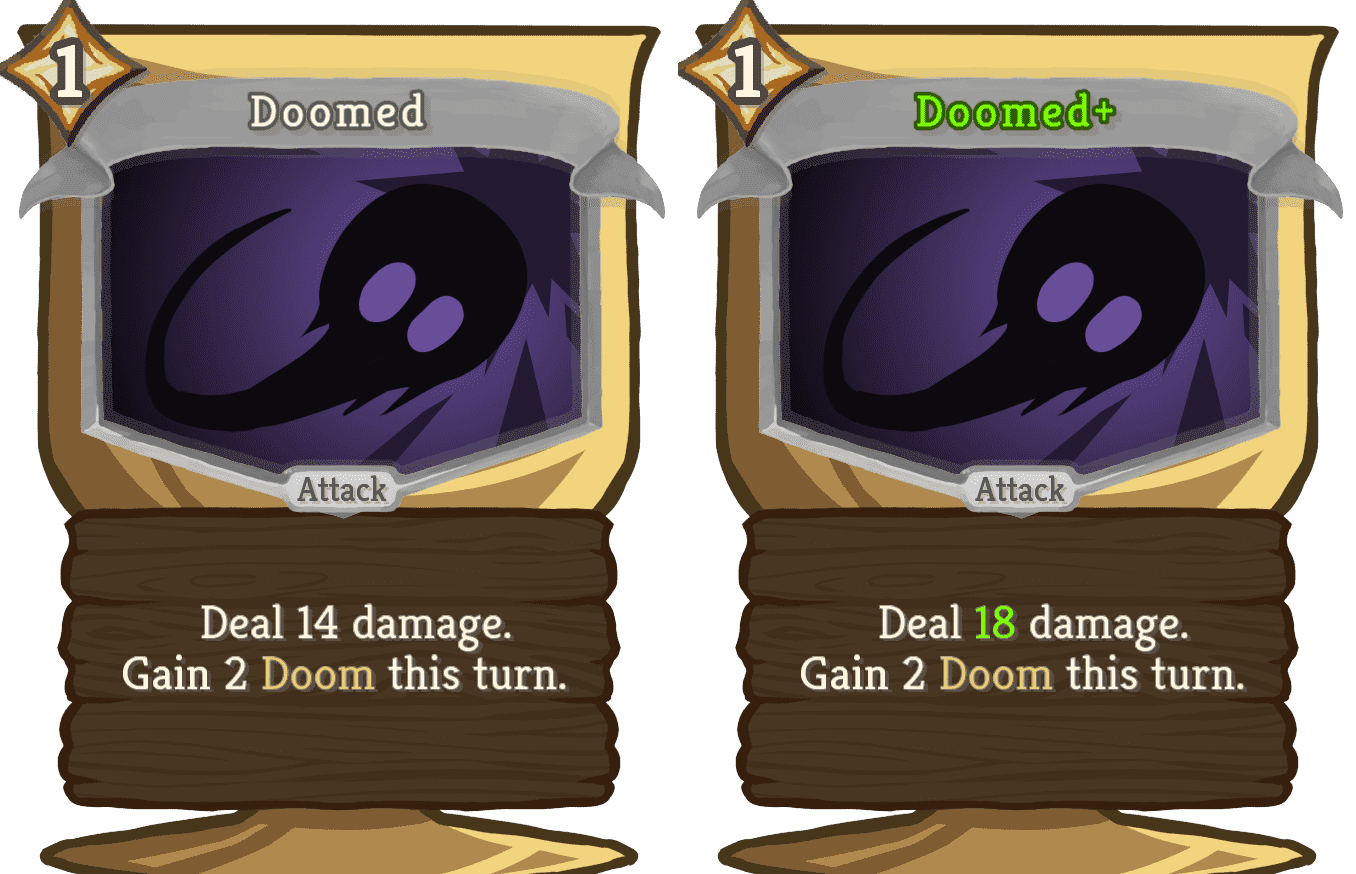 1
Doomed
Attack
Deal 14 damage.
Gain 2 Doom this turn.
1
Doomed+
Attack
Deal 18 damage.
Gain 2 Doom this turn.